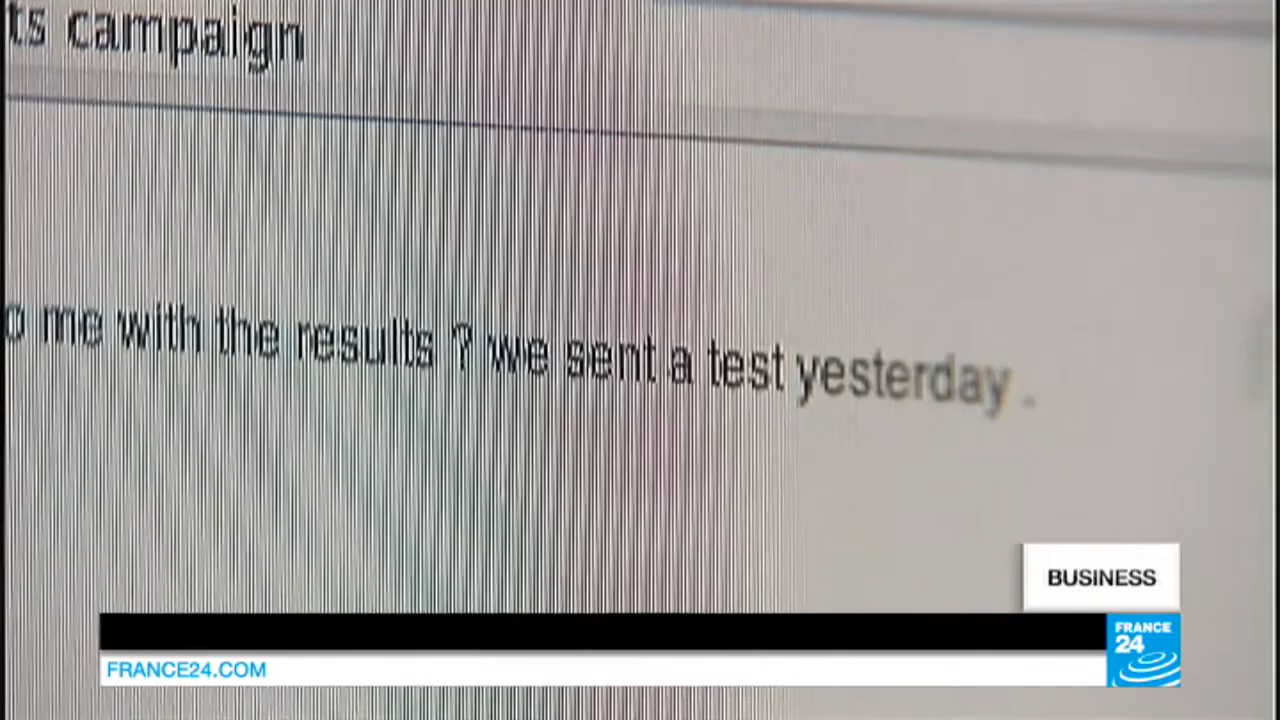 ts campaign
o me with the results ? we sent a test yesterday .
BUSINESS
FRANCE
24
FRANCE24.COM